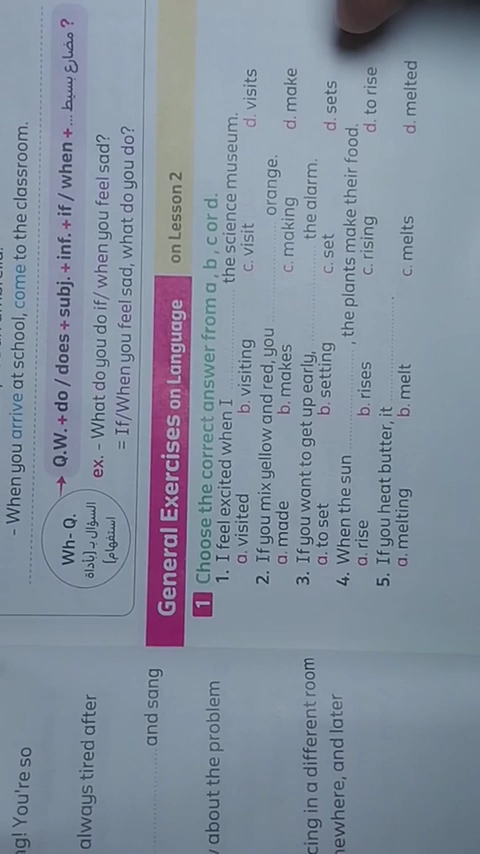 - When you arrive at school, come to the classroom.
Wh- Q.
السؤال بـ (أداة
استفهام)
Q.W. + do / does + subj. + inf. + if / when + ... مضارع بسيط ?
ex. - What do you do if/ when you feel sad?
= If/When you feel sad, what do you do?
General Exercises on Language on Lesson 2
1 Choose the correct answer from a , b , c or d.
1. I feel excited when I .................... the science museum.
a. visited b. visiting c. visit d. visits
2. If you mix yellow and red, you .................... orange.
a. made b. makes c. making d. make
3. If you want to get up early, .................... the alarm.
a. to set b. setting c. set d. sets
4. When the sun .................... , the plants make their food.
a. rise b. rises c. rising d. to rise
5. If you heat butter, it .................... .
a. melting b. melt c. melts d. melted
ng! You're so
always tired after
.................... and sang
about the problem
cing in a different room
newhere, and later